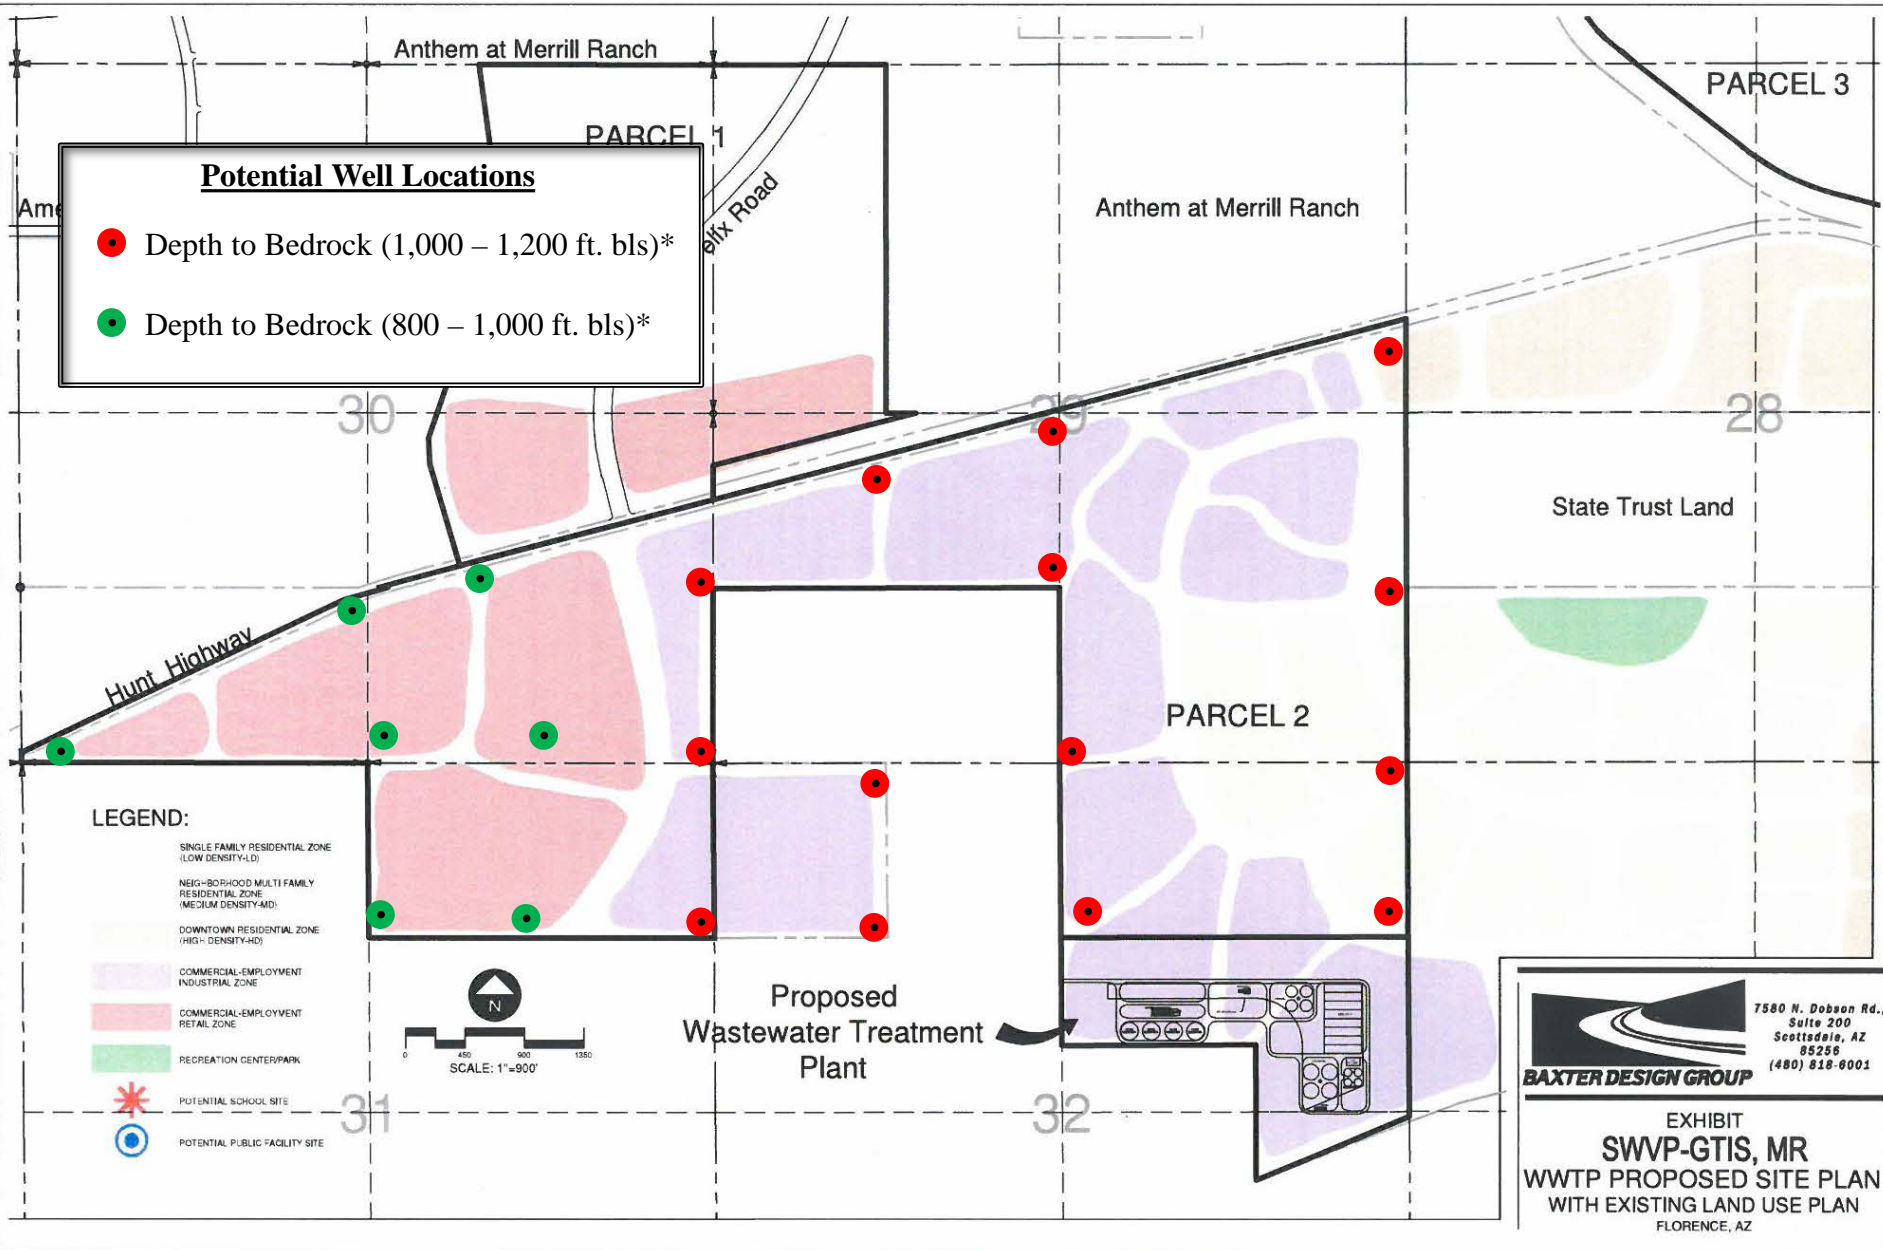 Anthem at Merrill Ranch
PARCEL 3
PARCEL 1
Potential Well Locations
Ame
Anthem at Merrill Ranch
elix Road
Depth to Bedrock (1,000 – 1,200 ft. bls)*
Depth to Bedrock (800 – 1,000 ft. bls)*
30
29
28
State Trust Land
Hunt Highway
PARCEL 2
LEGEND:
SINGLE FAMILY RESIDENTIAL ZONE
(LOW DENSITY-LD)
NEIGHBORHOOD MULTI FAMILY
RESIDENTIAL ZONE
(MEDIUM DENSITY-MD)
DOWNTOWN RESIDENTIAL ZONE
(HIGH DENSITY-HD)
COMMERCIAL-EMPLOYMENT
INDUSTRIAL ZONE
COMMERCIAL-EMPLOYMENT
RETAIL ZONE
RECREATION CENTER/PARK
POTENTIAL SCHOOL SITE
POTENTIAL PUBLIC FACILITY SITE
N
0 450 900 1350
SCALE: 1"=900'
Proposed
Wastewater Treatment
Plant
31
32
7580 N. Dobson Rd.,
Suite 200
Scottsdale, AZ
85256
(480) 818-6001
BAXTER DESIGN GROUP
EXHIBIT
SWVP-GTIS, MR
WWTP PROPOSED SITE PLAN
WITH EXISTING LAND USE PLAN
FLORENCE, AZ